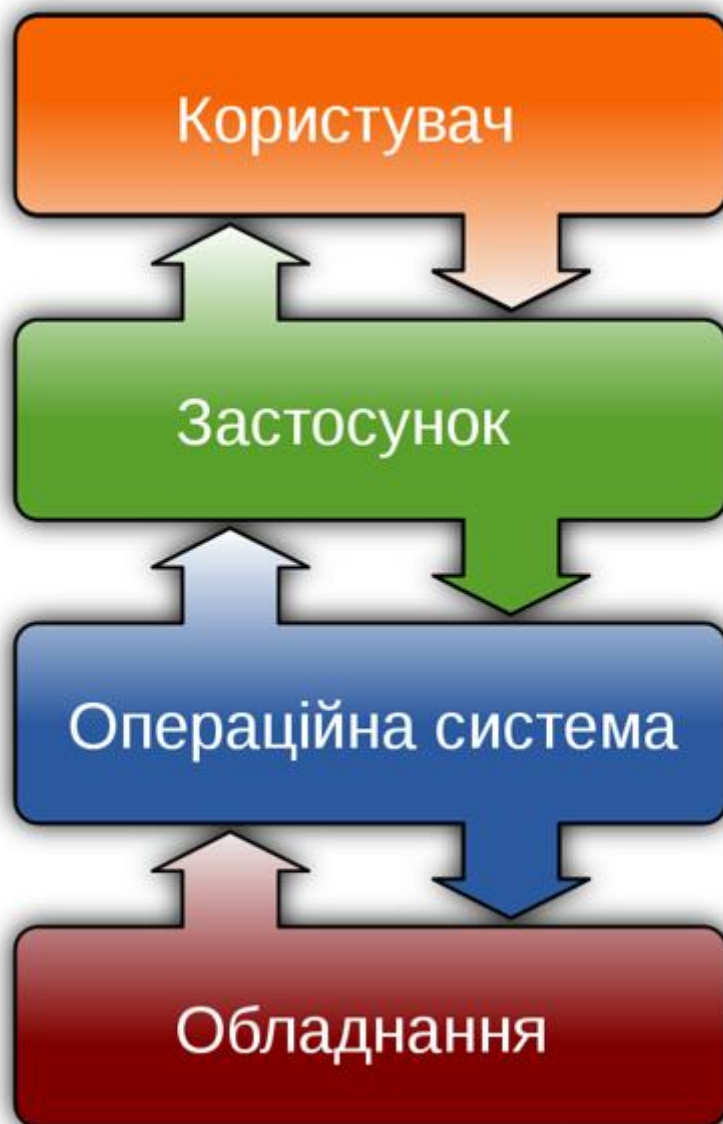 Користувач
Застосунок
Операційна система
Обладнання